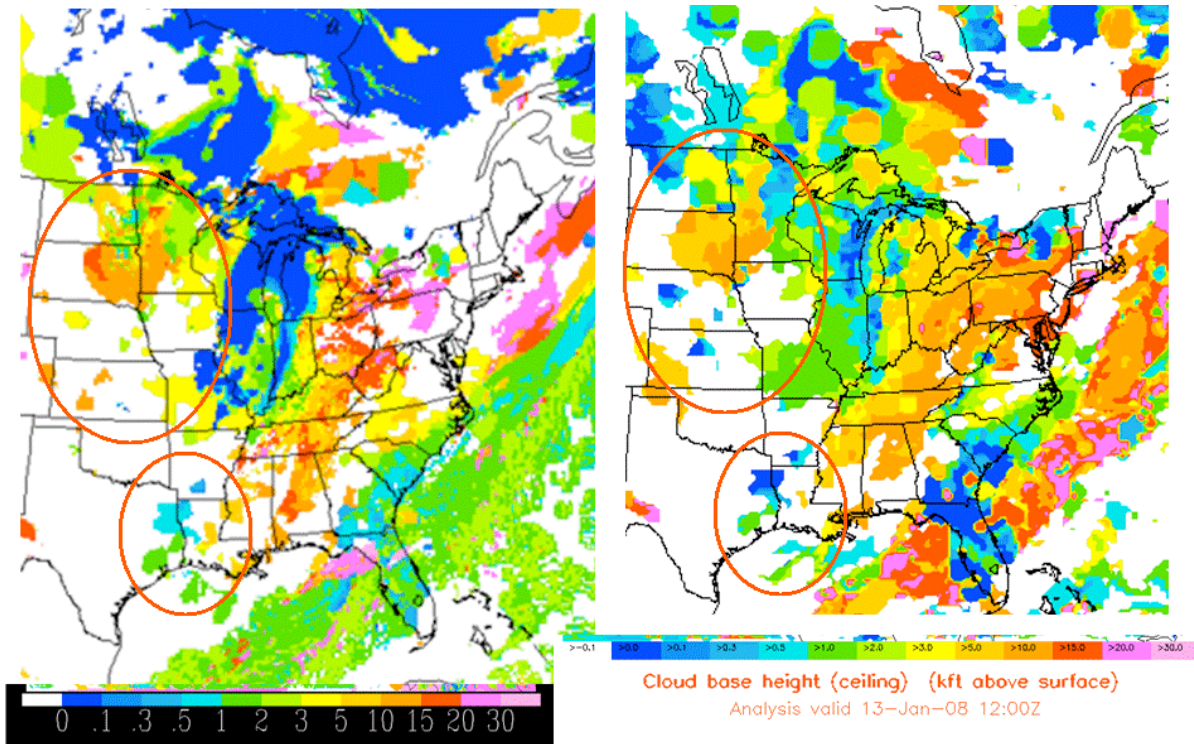 >-0.1 >0.0 >0.1 >0.3 >0.5 >1.0 >2.0 >3.0 >5.0 >10.0 >15.0 >20.0 >30.0
Cloud base height (ceiling) (kft above surface)
Analysis valid 13-Jan-08 12:00Z
0 .1 .3 .5 1 2 3 5 10 15 20 30